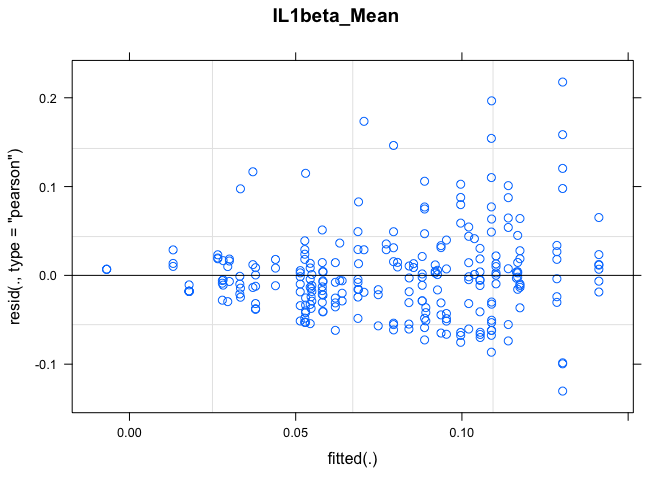 IL1beta_Mean
resid(., type = "pearson")
0.2
0.1
0.0
-0.1
0.00
0.05
0.10
fitted(.)